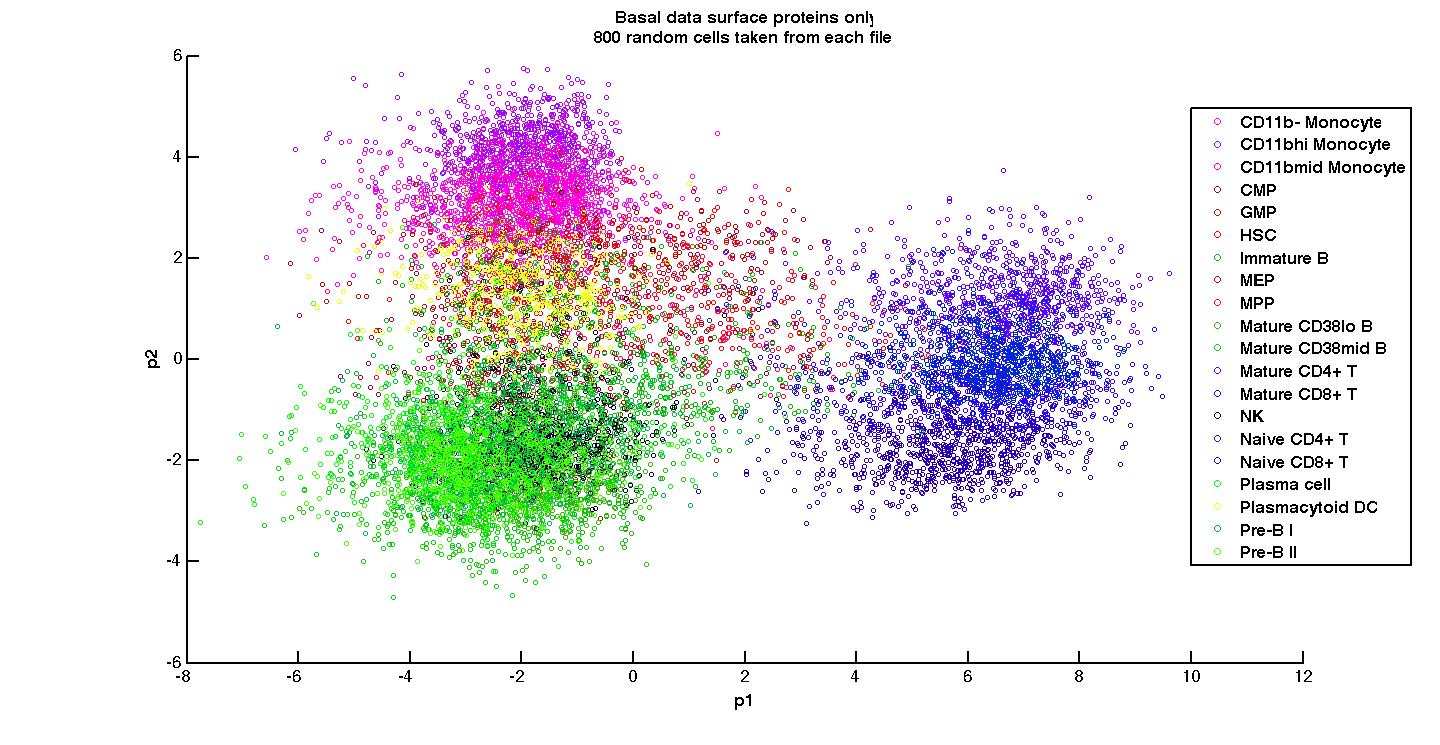 Basal data surface proteins only
800 random cells taken from each file
6
4
2
0
-2
-4
-6
p2
-8
-6
-4
-2
0
2
4
6
8
10
12
p1
CD11b- Monocyte
CD11bhi Monocyte
CD11bmid Monocyte
CMP
GMP
HSC
Immature B
MEP
MPP
Mature CD38lo B
Mature CD38mid B
Mature CD4+ T
Mature CD8+ T
NK
Naive CD4+ T
Naive CD8+ T
Plasma cell
Plasmacytoid DC
Pre-B I
Pre-B II